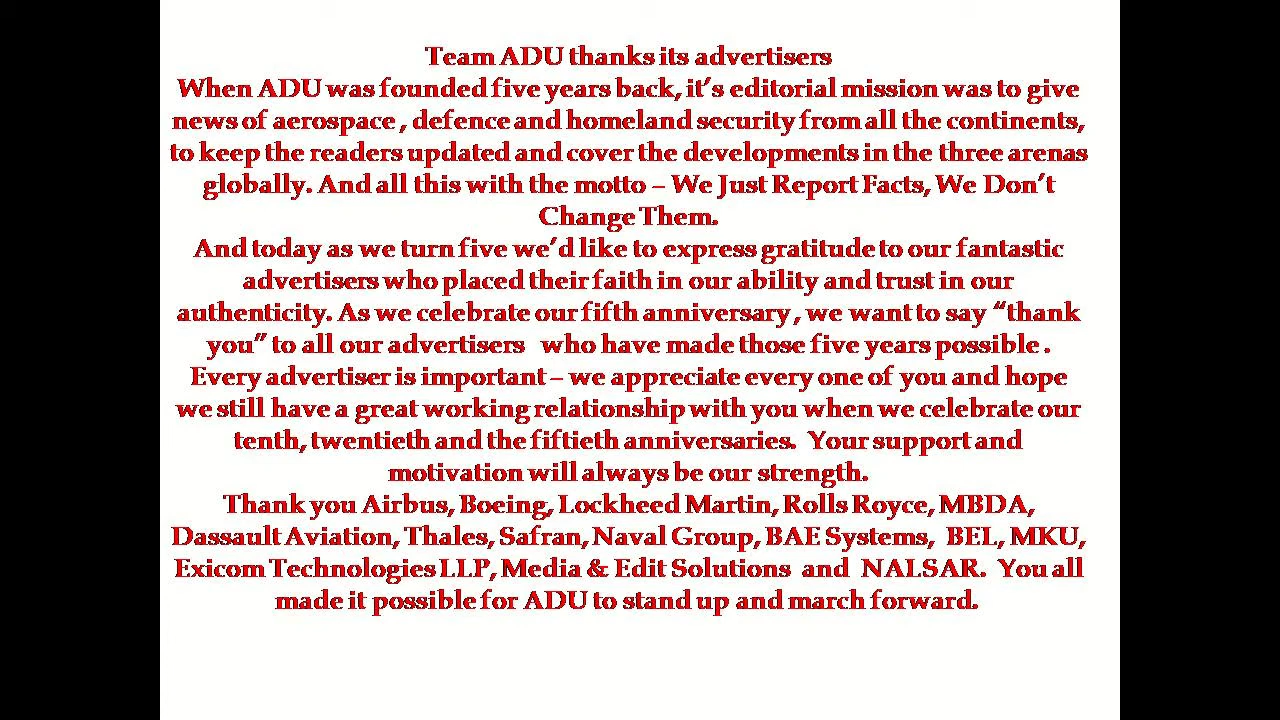 Team ADU thanks its advertisers
When ADU was founded five years back, it’s editorial mission was to give
news of aerospace , defence and homeland security from all the continents,
to keep the readers updated and cover the developments in the three arenas
globally. And all this with the motto – We Just Report Facts, We Don’t
Change Them.
And today as we turn five we’d like to express gratitude to our fantastic
advertisers who placed their faith in our ability and trust in our
authenticity. As we celebrate our fifth anniversary , we want to say “thank
you” to all our advertisers who have made those five years possible .
Every advertiser is important – we appreciate every one of you and hope
we still have a great working relationship with you when we celebrate our
tenth, twentieth and the fiftieth anniversaries. Your support and
motivation will always be our strength.
Thank you Airbus, Boeing, Lockheed Martin, Rolls Royce, MBDA,
Dassault Aviation, Thales, Safran, Naval Group, BAE Systems, BEL, MKU,
Exicom Technologies LLP, Media & Edit Solutions and NALSAR. You all
made it possible for ADU to stand up and march forward.